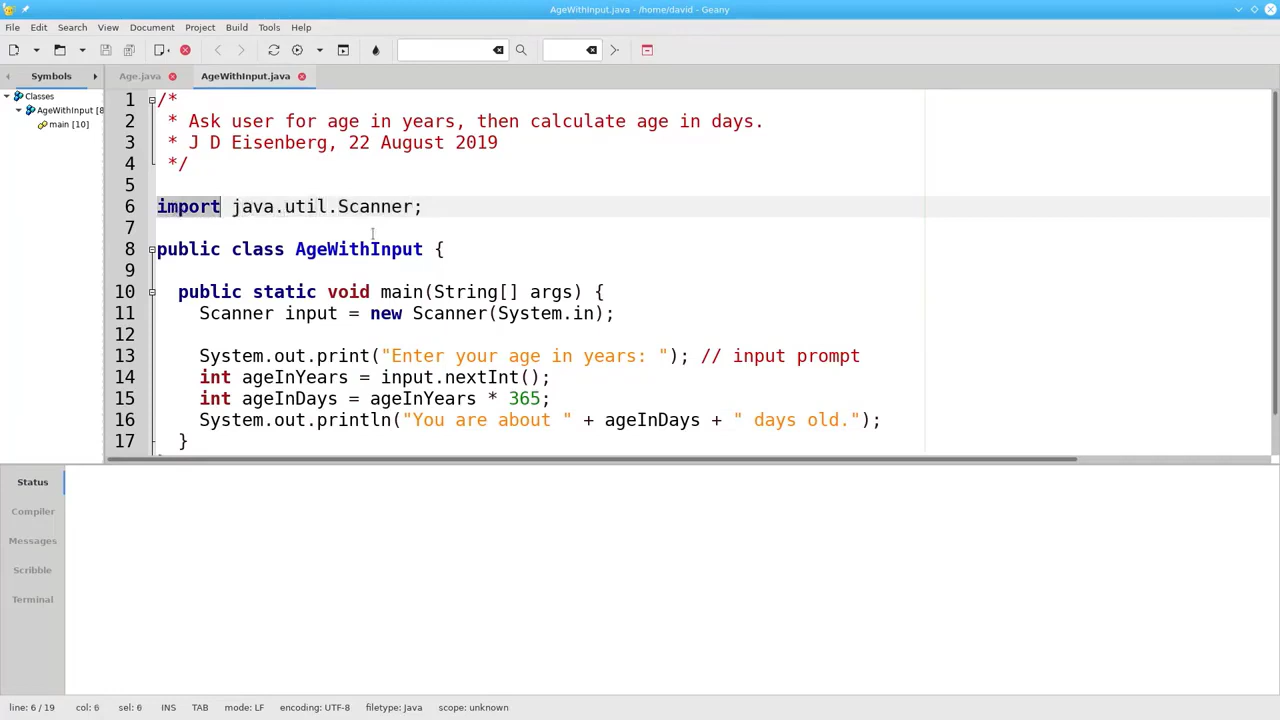 AgeWithInput.java - /home/david - Geany
File Edit Search View Document Project Build Tools Help
Symbols Age.java AgeWithInput.java
Classes
AgeWithInput [8
main [10]
1 /*
2  * Ask user for age in years, then calculate age in days.
3  * J D Eisenberg, 22 August 2019
4  */
5
6 import java.util.Scanner;
7
8 public class AgeWithInput {
9
10   public static void main(String[] args) {
11     Scanner input = new Scanner(System.in);
12
13     System.out.print("Enter your age in years: "); // input prompt
14     int ageInYears = input.nextInt();
15     int ageInDays = ageInYears * 365;
16     System.out.println("You are about " + ageInDays + " days old.");
17   }
Status
Compiler
Messages
Scribble
Terminal
line: 6 / 19 col: 6 sel: 6 INS TAB mode: LF encoding: UTF-8 filetype: Java scope: unknown